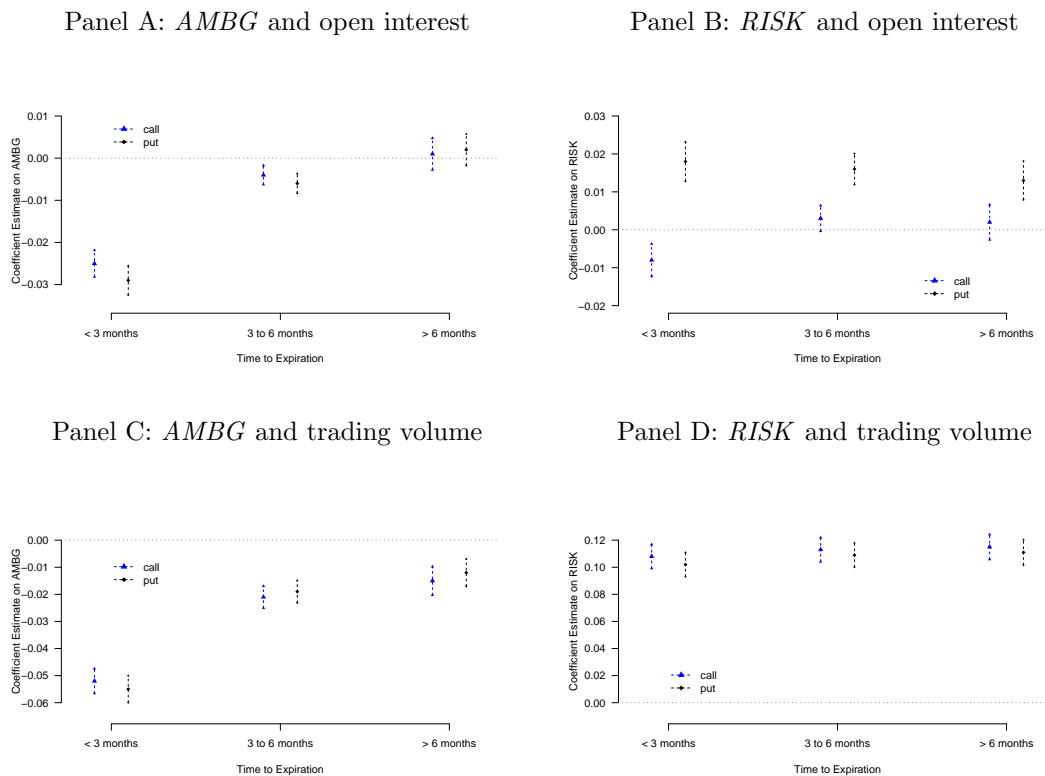 Panel A: AMBG and open interest
0.01
0.00
−0.01
−0.02
−0.03
Coefficient Estimate on AMBG
call
put
< 3 months
3 to 6 months
> 6 months
Time to Expiration
Panel B: RISK and open interest
0.03
0.02
0.01
0.00
−0.01
−0.02
Coefficient Estimate on RISK
call
put
< 3 months
3 to 6 months
> 6 months
Time to Expiration
Panel C: AMBG and trading volume
0.00
−0.01
−0.02
−0.03
−0.04
−0.05
−0.06
Coefficient Estimate on AMBG
call
put
< 3 months
3 to 6 months
> 6 months
Time to Expiration
Panel D: RISK and trading volume
0.12
0.10
0.08
0.06
0.04
0.02
0.00
Coefficient Estimate on RISK
call
put
< 3 months
3 to 6 months
> 6 months
Time to Expiration